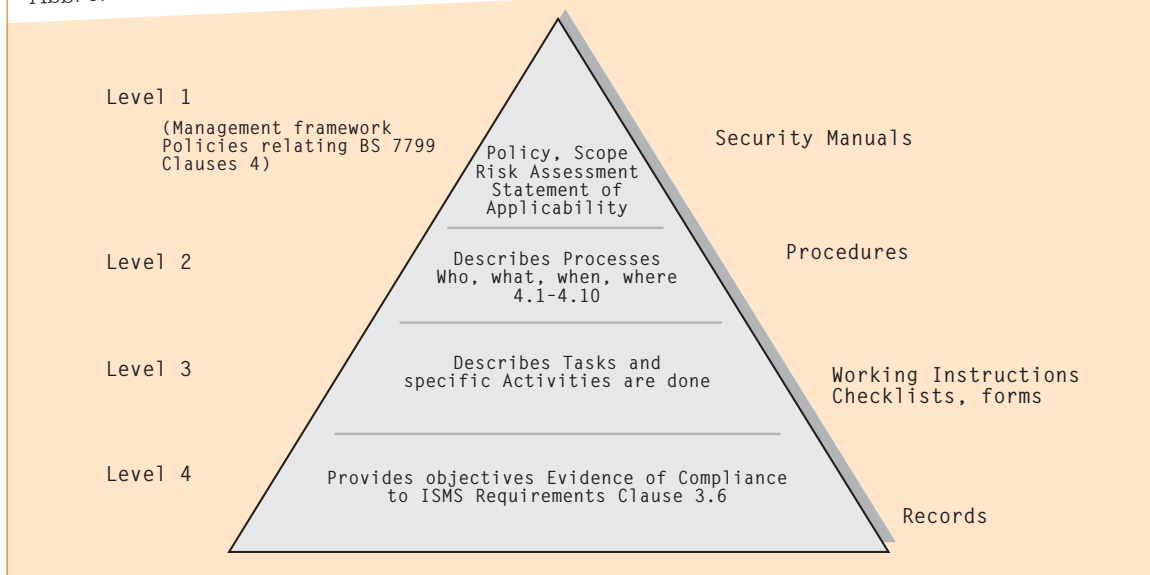 Level 1
(Management framework
Policies relating BS 7799
Clauses 4)
Policy, Scope
Risk Assessment
Statement of
Applicability
Security Manuals
Level 2
Describes Processes
Who, what, when, where
4.1–4.10
Procedures
Level 3
Describes Tasks and
specific Activities are done
Working Instructions
Checklists, forms
Level 4
Provides objectives Evidence of Compliance
to ISMS Requirements Clause 3.6
Records